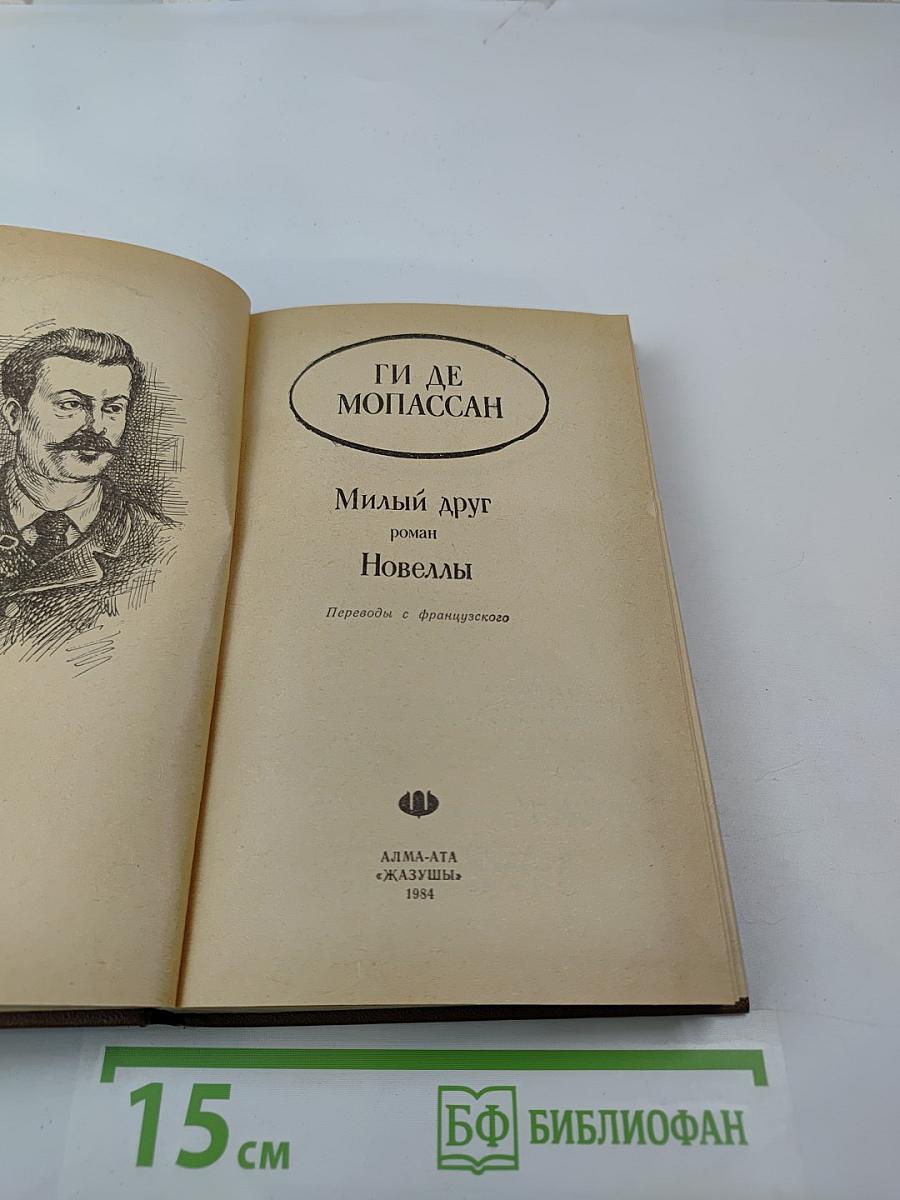 ГИ ДЕ
МОПАССАН
Милый друг
роман
Новеллы
Переводы с французского
АЛМА-АТА
«ЖАЗУШЫ»
1984
15 см
БФ БИБЛИОФАН